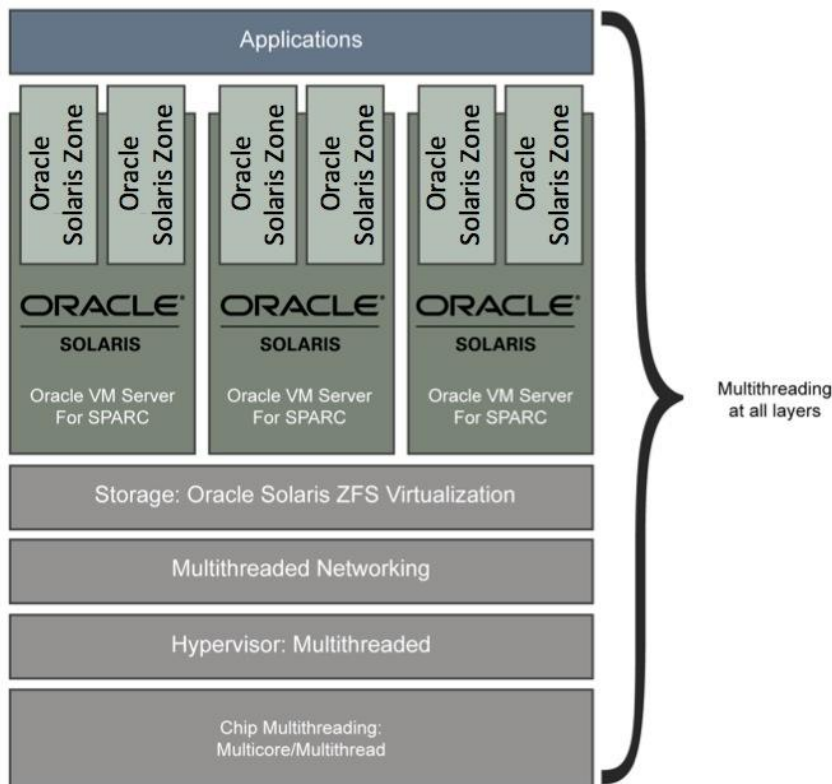 Applications
Oracle
Solaris Zone
Oracle
Solaris Zone
Oracle
Solaris Zone
Oracle
Solaris Zone
Oracle
Solaris Zone
Oracle
Solaris Zone
ORACLE®
SOLARIS
Oracle VM Server
For SPARC
ORACLE®
SOLARIS
Oracle VM Server
For SPARC
ORACLE®
SOLARIS
Oracle VM Server
For SPARC
Storage: Oracle Solaris ZFS Virtualization
Multithreaded Networking
Hypervisor: Multithreaded
Chip Multithreading:
Multicore/Multithread
Multithreading
at all layers